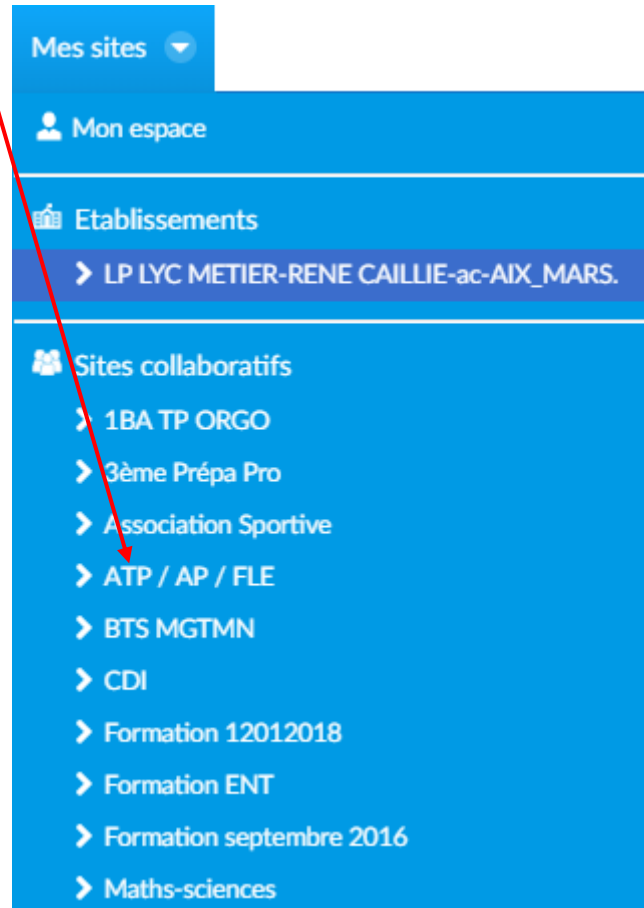 Mes sites
Mon espace
Etablissements
LP LYC METIER-RENE CAILLIE-ac-AIX_MARS.
Sites collaboratifs
1BA TP ORGO
3ème Prépa Pro
Association Sportive
ATP / AP / FLE
BTS MGTMN
CDI
Formation 12012018
Formation ENT
Formation septembre 2016
Maths-sciences